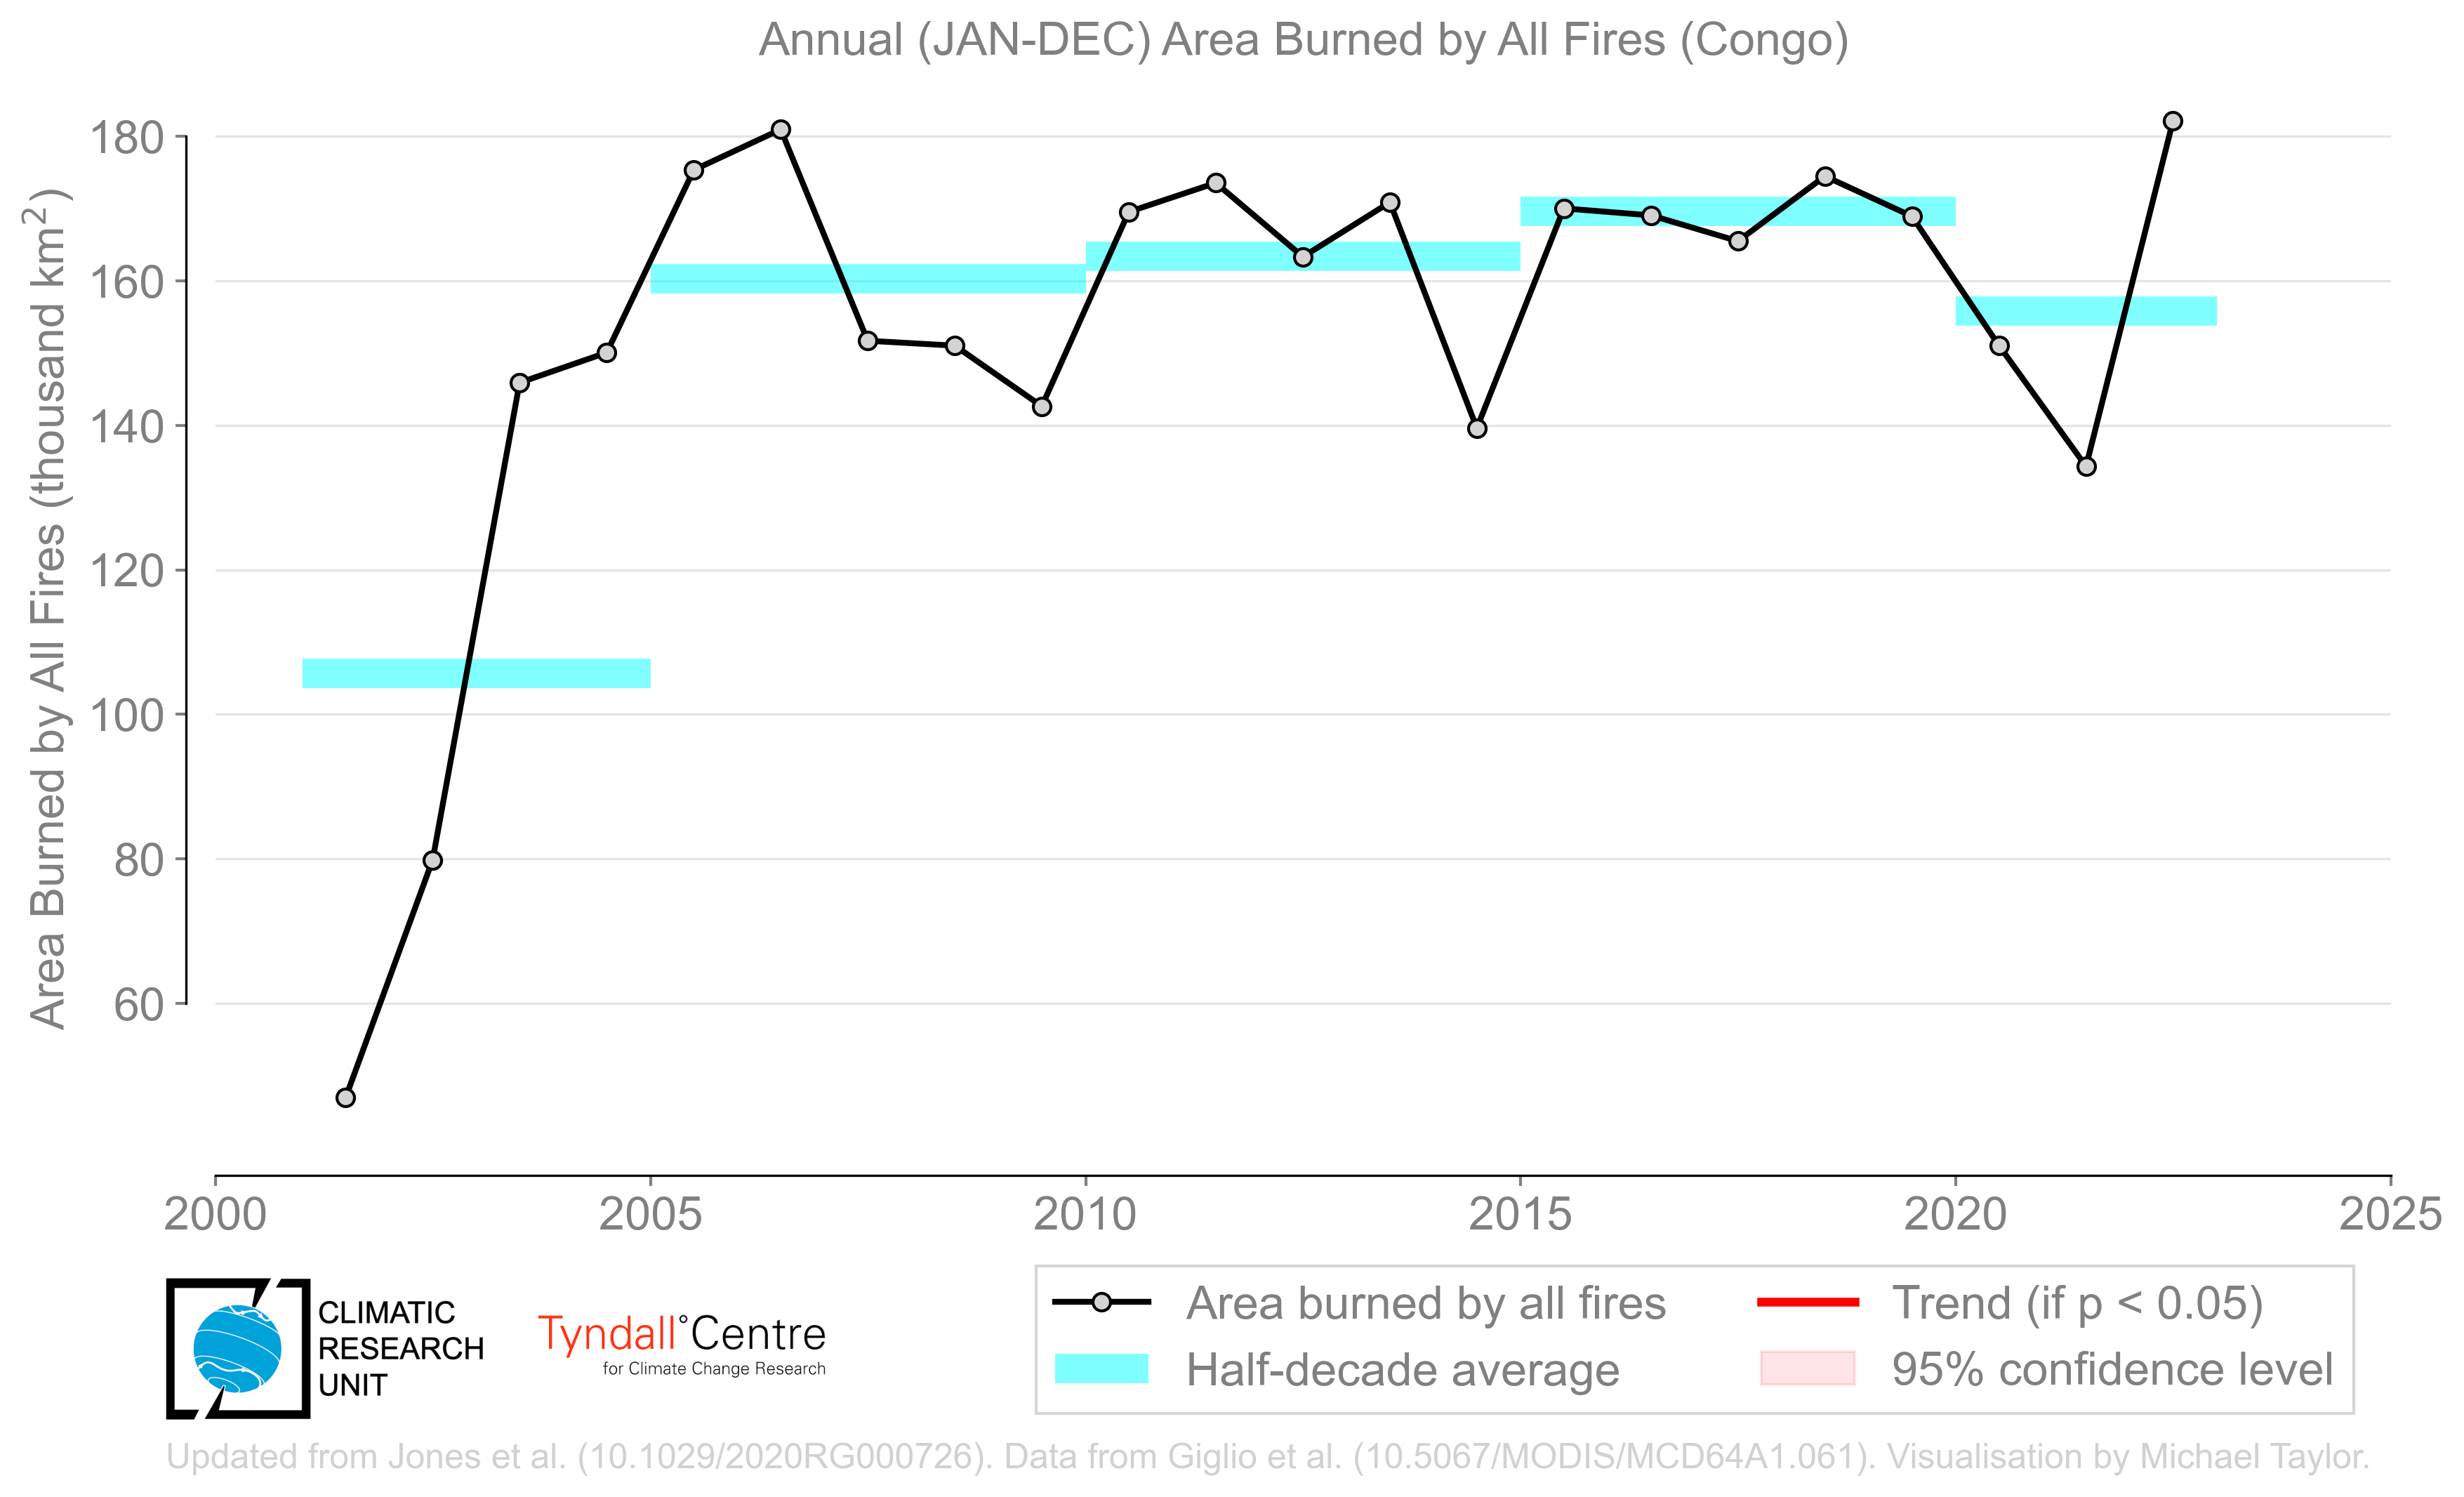 Annual (JAN-DEC) Area Burned by All Fires (Congo)
Area Burned by All Fires (thousand km²)
180
160
140
120
100
80
60
2000 2005 2010 2015 2020 2025
CLIMATIC
RESEARCH
UNIT
Tyndall°Centre
for Climate Change Research
Area burned by all fires
Half-decade average
Trend (if p < 0.05)
95% confidence level
Updated from Jones et al. (10.1029/2020RG000726). Data from Giglio et al. (10.5067/MODIS/MCD64A1.061). Visualisation by Michael Taylor.